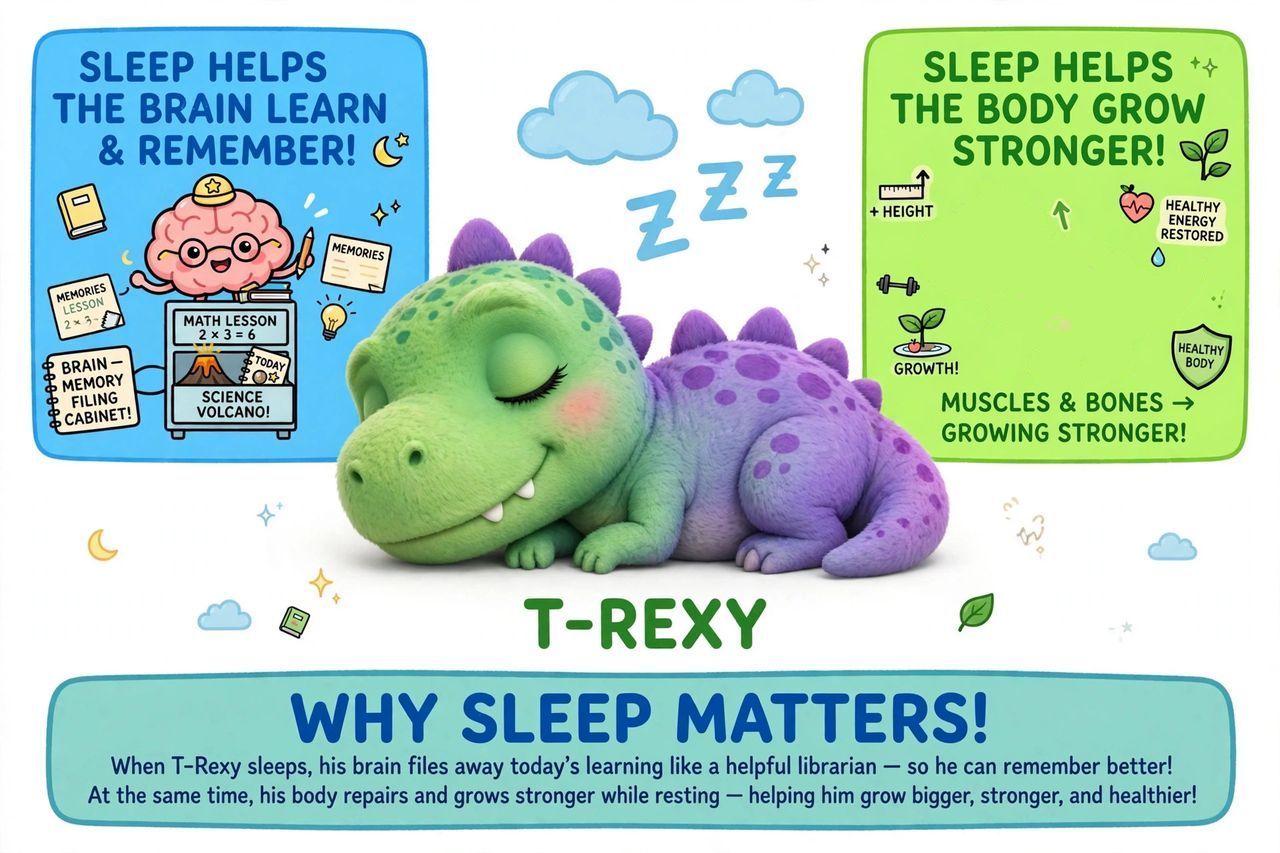 SLEEP HELPS
THE BRAIN LEARN
& REMEMBER!
MEMORIES
MEMORIES
LESSON
2 × 3 -
MATH LESSON
2 × 3 = 6
TODAY
SCIENCE
VOLCANO!
BRAIN —
MEMORY
FILING
CABINET!
Z Z Z
SLEEP HELPS
THE BODY GROW
STRONGER!
+ HEIGHT
HEALTHY
ENERGY
RESTORED
GROWTH!
HEALTHY
BODY
MUSCLES & BONES →
GROWING STRONGER!
T-REXY
WHY SLEEP MATTERS!
When T-Rexy sleeps, his brain files away today's learning like a helpful librarian — so he can remember better!
At the same time, his body repairs and grows stronger while resting — helping him grow bigger, stronger, and healthier!